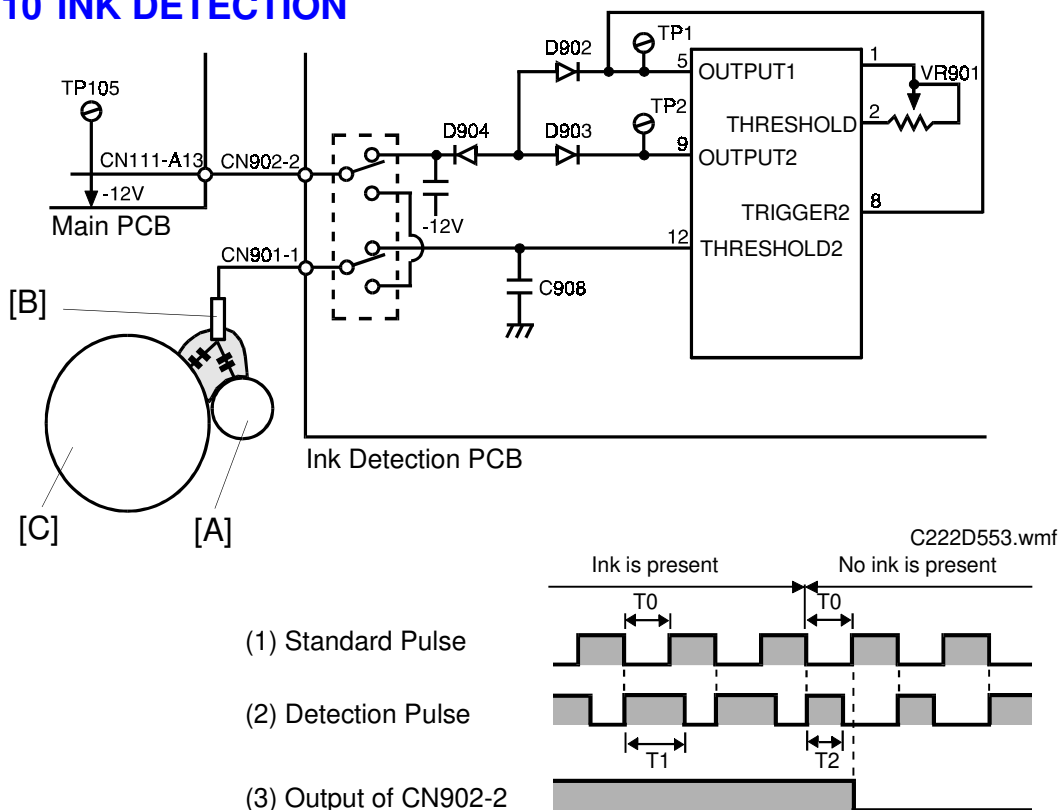 10 INK DETECTION
TP105
CN111-A13
CN902-2
-12V
Main PCB
CN901-1
D904
D902
D903
TP1
TP2
-12V
C908
5
OUTPUT1
1
VR901
THRESHOLD
2
9
OUTPUT2
TRIGGER2
8
12
THRESHOLD2
[B]
[C]
[A]
Ink Detection PCB
C222D553.wmf
Ink is present
No ink is present
T0
T0
(1) Standard Pulse
(2) Detection Pulse
T1
T2
(3) Output of CN902-2